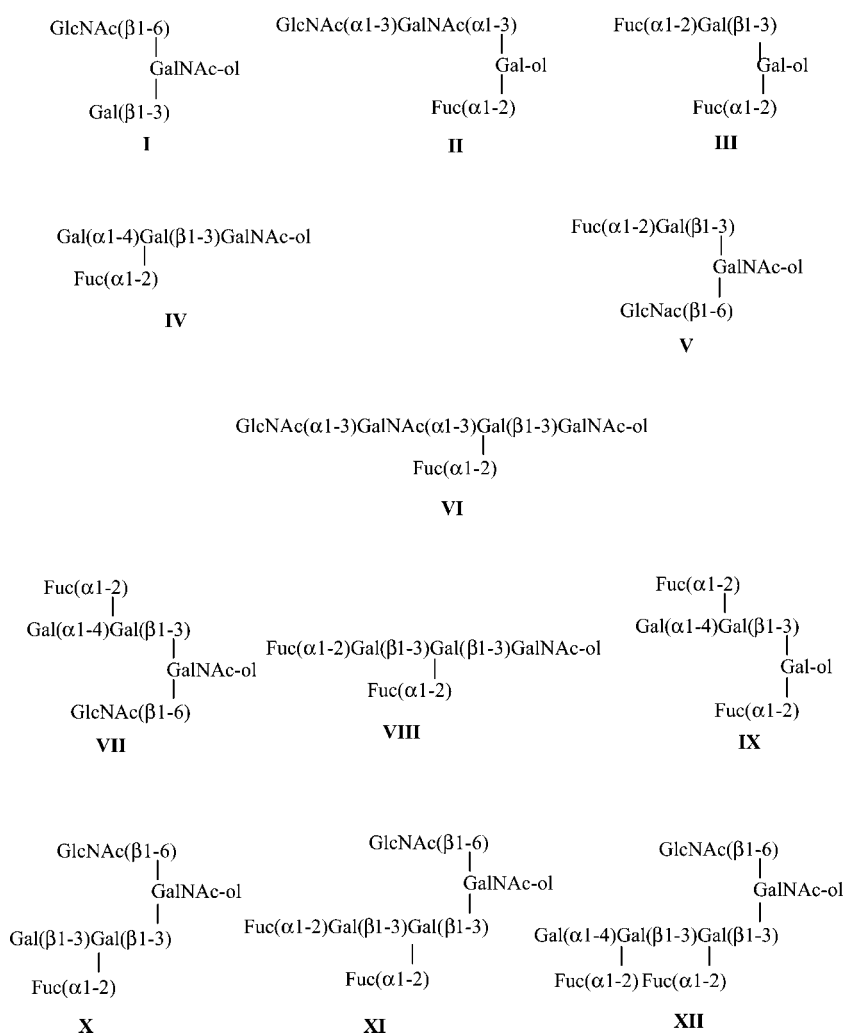 GlcNAc(β1-6)
GalNAc-ol
Gal(β1-3)
I
GlcNAc(α1-3)GalNAc(α1-3)
Gal-ol
Fuc(α1-2)
II
Fuc(α1-2)Gal(β1-3)
Gal-ol
Fuc(α1-2)
III
Gal(α1-4)Gal(β1-3)GalNAc-ol
Fuc(α1-2)
IV
Fuc(α1-2)Gal(β1-3)
GalNAc-ol
GlcNac(β1-6)
V
GlcNAc(α1-3)GalNAc(α1-3)Gal(β1-3)GalNAc-ol
Fuc(α1-2)
VI
Fuc(α1-2)
Gal(α1-4)Gal(β1-3)
GalNAc-ol
GlcNAc(β1-6)
VII
Fuc(α1-2)Gal(β1-3)Gal(β1-3)GalNAc-ol
Fuc(α1-2)
VIII
Fuc(α1-2)
Gal(α1-4)Gal(β1-3)
Gal-ol
Fuc(α1-2)
IX
GlcNAc(β1-6)
GalNAc-ol
Gal(β1-3)Gal(β1-3)
Fuc(α1-2)
X
GlcNAc(β1-6)
GalNAc-ol
Fuc(α1-2)Gal(β1-3)Gal(β1-3)
Fuc(α1-2)
XI
GlcNAc(β1-6)
GalNAc-ol
Gal(α1-4)Gal(β1-3)Gal(β1-3)
Fuc(α1-2) Fuc(α1-2)
XII